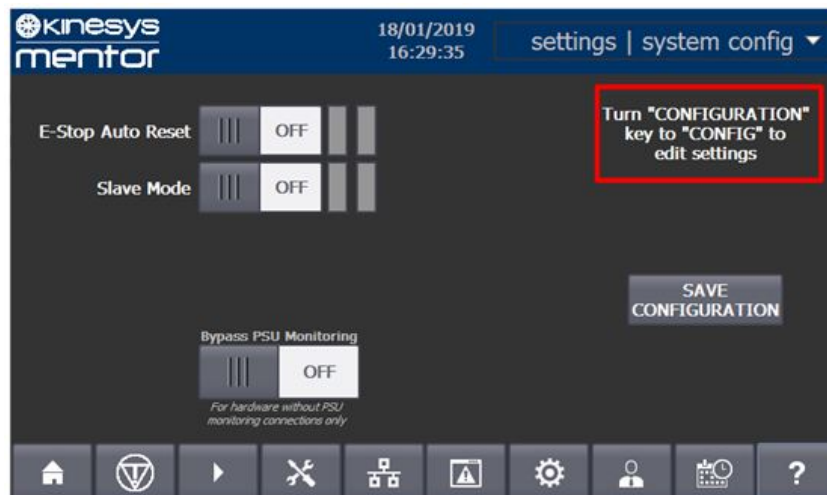 kinesys
mentor
18/01/2019
16:29:35
settings | system config
E-Stop Auto Reset
OFF
Turn "CONFIGURATION"
key to "CONFIG" to
edit settings
Slave Mode
OFF
SAVE
CONFIGURATION
Bypass PSU Monitoring
OFF
For hardware without PSU
monitoring connections only
?